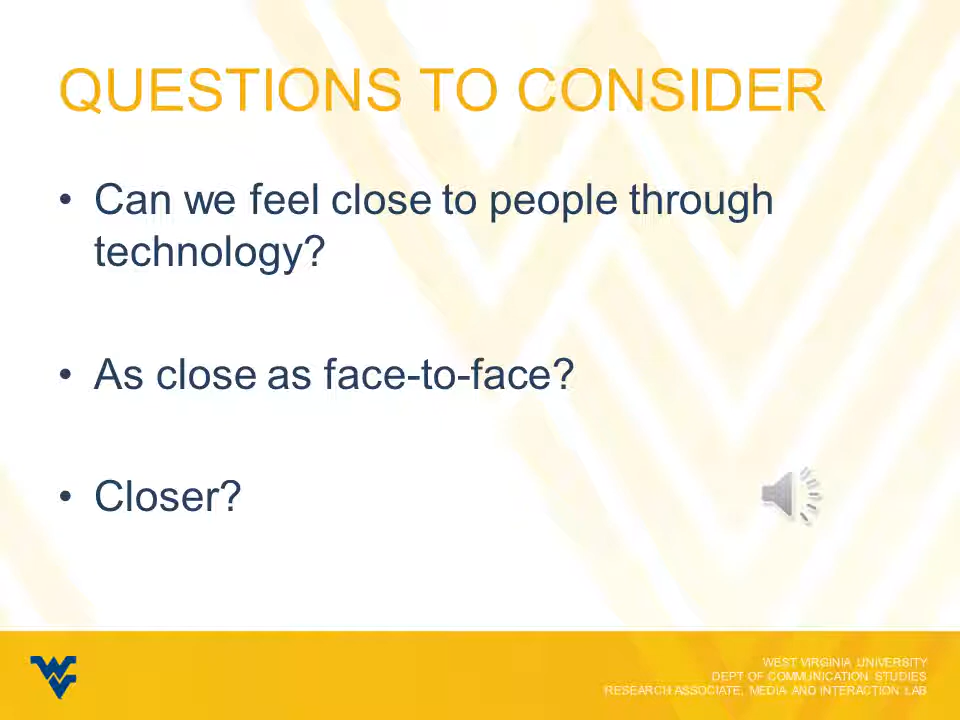 QUESTIONS TO CONSIDER
• Can we feel close to people through
technology?
• As close as face-to-face?
• Closer?
WEST VIRGINIA UNIVERSITY
DEPT OF COMMUNICATION STUDIES
RESEARCH ASSOCIATE, MEDIA AND INTERACTION LAB